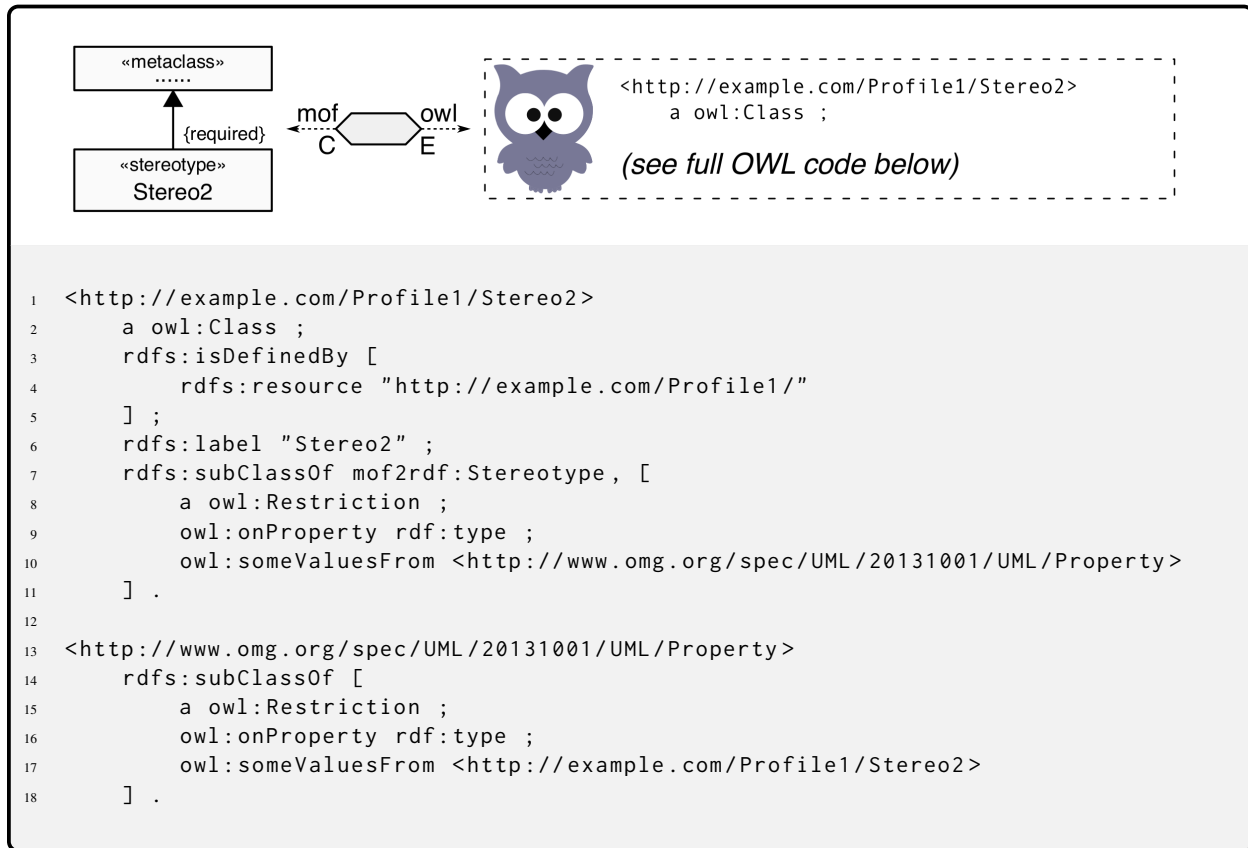 «metaclass»
......
{required}
«stereotype»
Stereo2
mof owl
C E
<http://example.com/Profile1/Stereo2>
a owl:Class ;
(see full OWL code below)
1 <http://example.com/Profile1/Stereo2>
2 a owl:Class ;
3 rdfs:isDefinedBy [
4 rdfs:resource "http://example.com/Profile1/"
5 ] ;
6 rdfs:label "Stereo2" ;
7 rdfs:subClassOf mof2rdf:Stereotype, [
8 a owl:Restriction ;
9 owl:onProperty rdf:type ;
10 owl:someValuesFrom <http://www.omg.org/spec/UML/20131001/UML/Property>
11 ] .
12
13 <http://www.omg.org/spec/UML/20131001/UML/Property>
14 rdfs:subClassOf [
15 a owl:Restriction ;
16 owl:onProperty rdf:type ;
17 owl:someValuesFrom <http://example.com/Profile1/Stereo2>
18 ] .